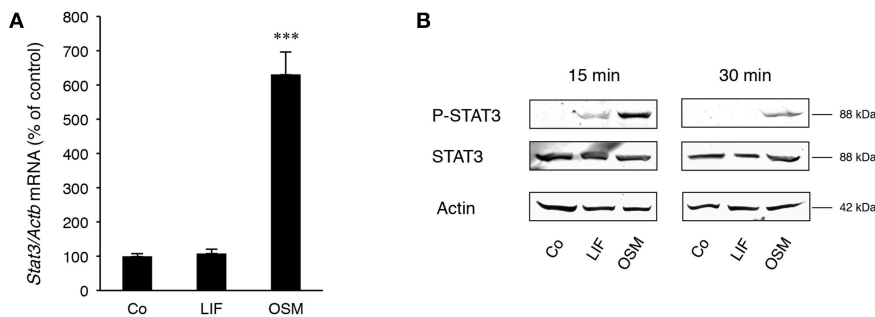 A
Stat3/Actb mRNA (% of control)
800
700
600
500
400
300
200
100
0
***
Co LIF OSM
B
15 min 30 min
P-STAT3 88 kDa
STAT3 88 kDa
Actin 42 kDa
Co LIF OSM Co LIF OSM